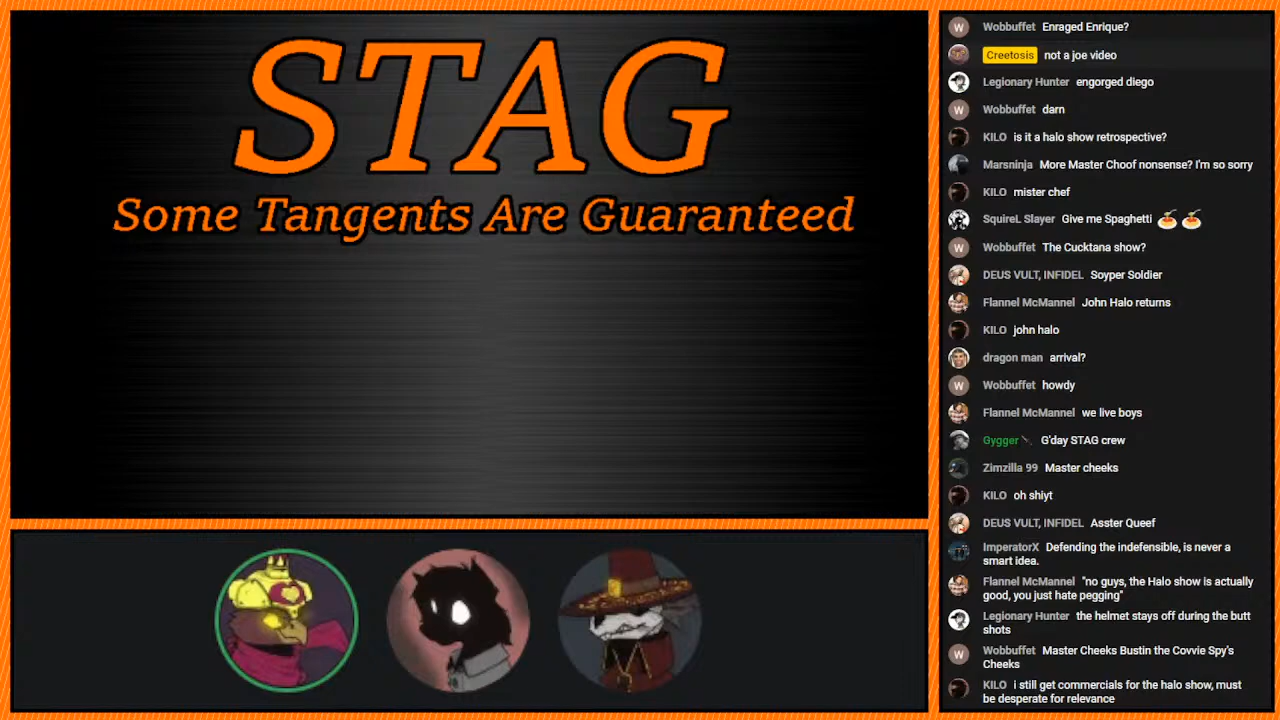 STAG
Some Tangents Are Guaranteed
Wobbuffet Enraged Enrique?
Creetosis not a joe video
Legionary Hunter engorged diego
Wobbuffet darn
KILO is it a halo show retrospective?
Marsninja More Master Choof nonsense? I'm so sorry
KILO mister chef
SquireL Slayer Give me Spaghetti 🍝 🍝
Wobbuffet The Cucktana show?
DEUS VULT, INFIDEL Soyper Soldier
Flannel McMannel John Halo returns
KILO john halo
dragon man arrival?
Wobbuffet howdy
Flannel McMannel we live boys
Gygger G'day STAG crew
Zimzilla 99 Master cheeks
KILO oh shiyt
DEUS VULT, INFIDEL Asster Queef
ImperatorX Defending the indefensible, is never a
smart idea.
Flannel McMannel "no guys, the Halo show is actually
good, you just hate pegging"
Legionary Hunter the helmet stays off during the butt
shots
Wobbuffet Master Cheeks Bustin the Covvie Spy's
Cheeks
KILO i still get commercials for the halo show, must
be desperate for relevance
W
W
W
W
W